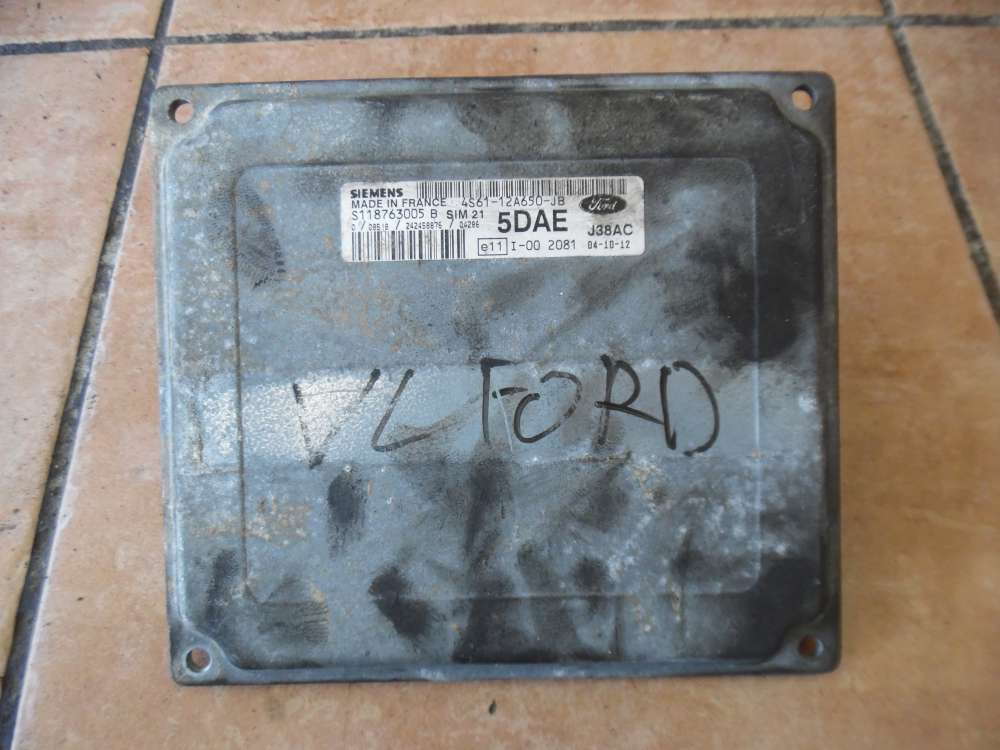 SIEMENS
MADE IN FRANCE 4S61-12A650-JB
S118763005 B SIM 21 5DAE Ford J38AC
e11 I-00 2081 04-10-12
VL FORD